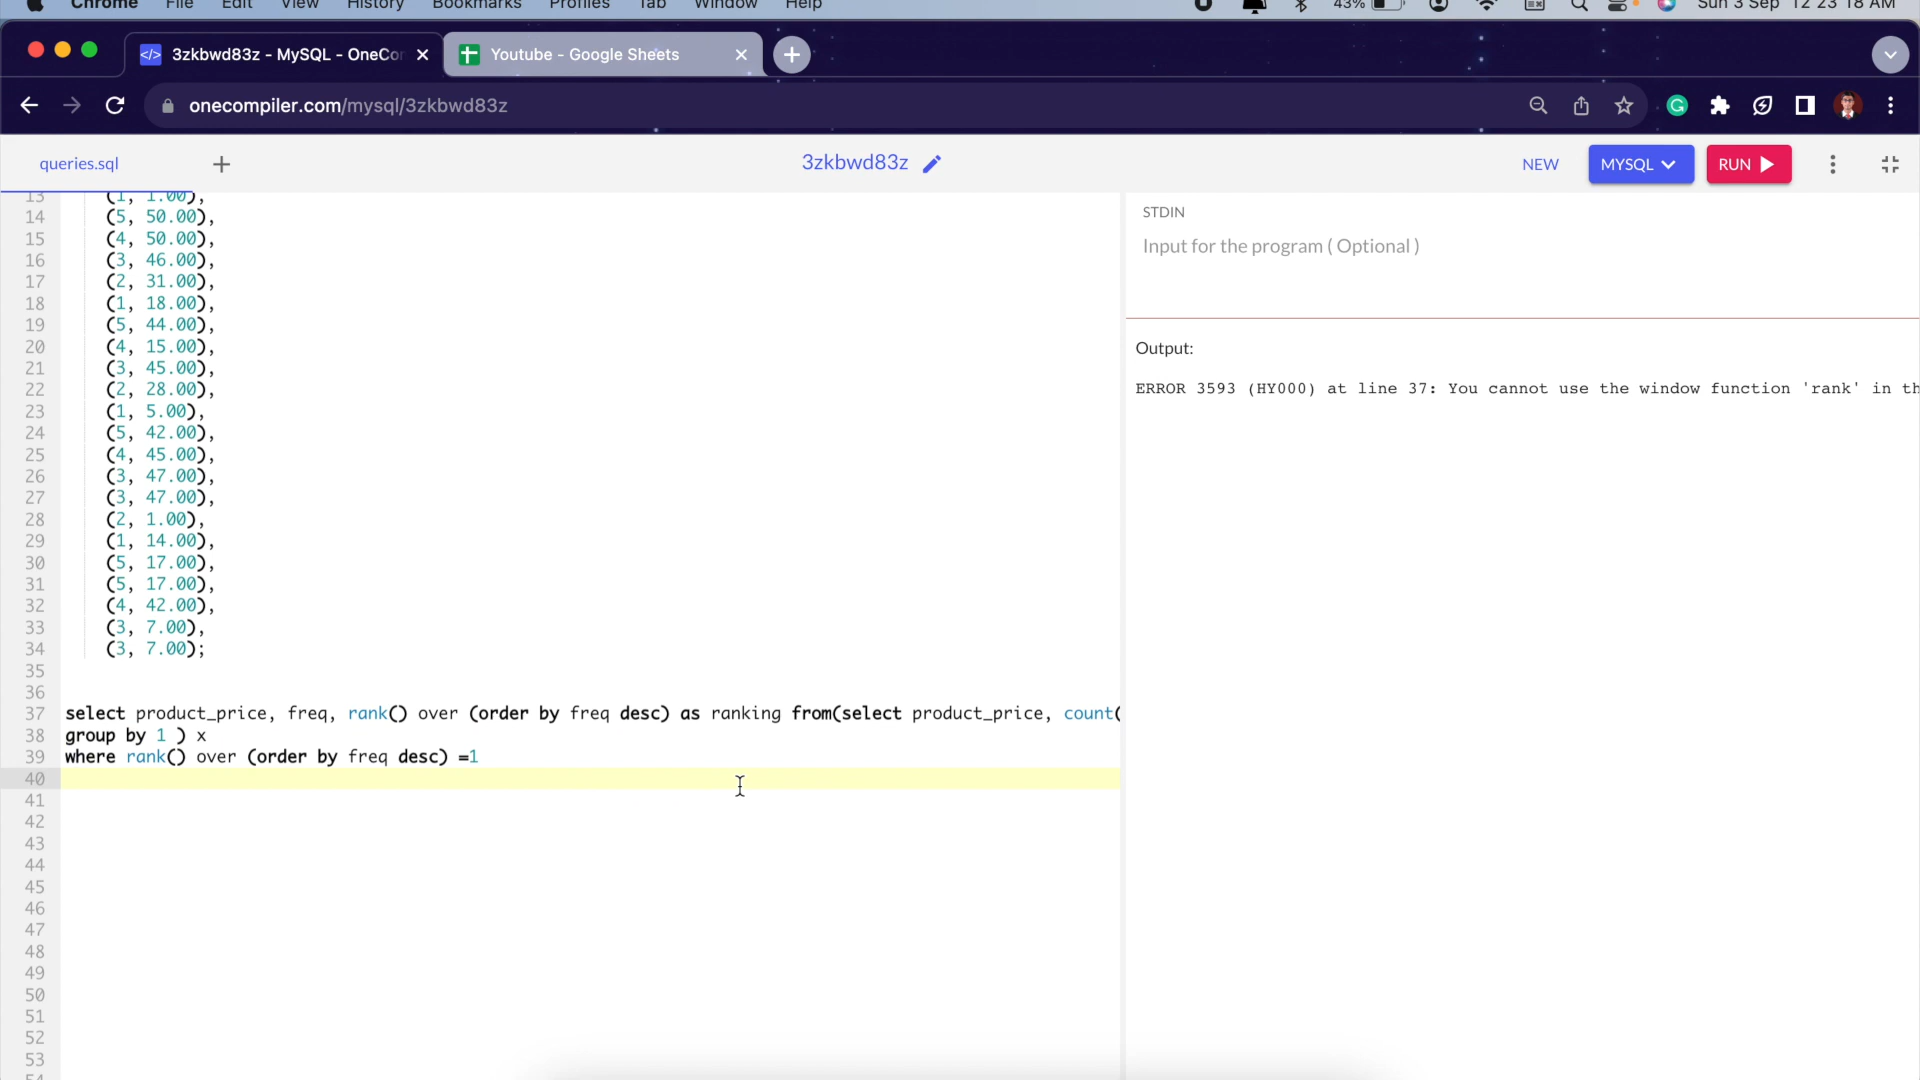 Chrome File Edit View History Bookmarks Profiles Tab Window Help 43% Sun 3 Sep 12 23 18 AM
3zkbwd83z - MySQL - OneCo Youtube - Google Sheets
onecompiler.com/mysql/3zkbwd83z
queries.sql + 3zkbwd83z NEW MYSQL RUN
STDIN
Input for the program ( Optional )
Output:
ERROR 3593 (HY000) at line 37: You cannot use the window function 'rank' in th
13 (1, 1.00),
14 (5, 50.00),
15 (4, 50.00),
16 (3, 46.00),
17 (2, 31.00),
18 (1, 18.00),
19 (5, 44.00),
20 (4, 15.00),
21 (3, 45.00),
22 (2, 28.00),
23 (1, 5.00),
24 (5, 42.00),
25 (4, 45.00),
26 (3, 47.00),
27 (3, 47.00),
28 (2, 1.00),
29 (1, 14.00),
30 (5, 17.00),
31 (5, 17.00),
32 (4, 42.00),
33 (3, 7.00),
34 (3, 7.00);
35
36
37 select product_price, freq, rank() over (order by freq desc) as ranking from(select product_price, count(
38 group by 1 ) x
39 where rank() over (order by freq desc) =1
40
41
42
43
44
45
46
47
48
49
50
51
52
53
54